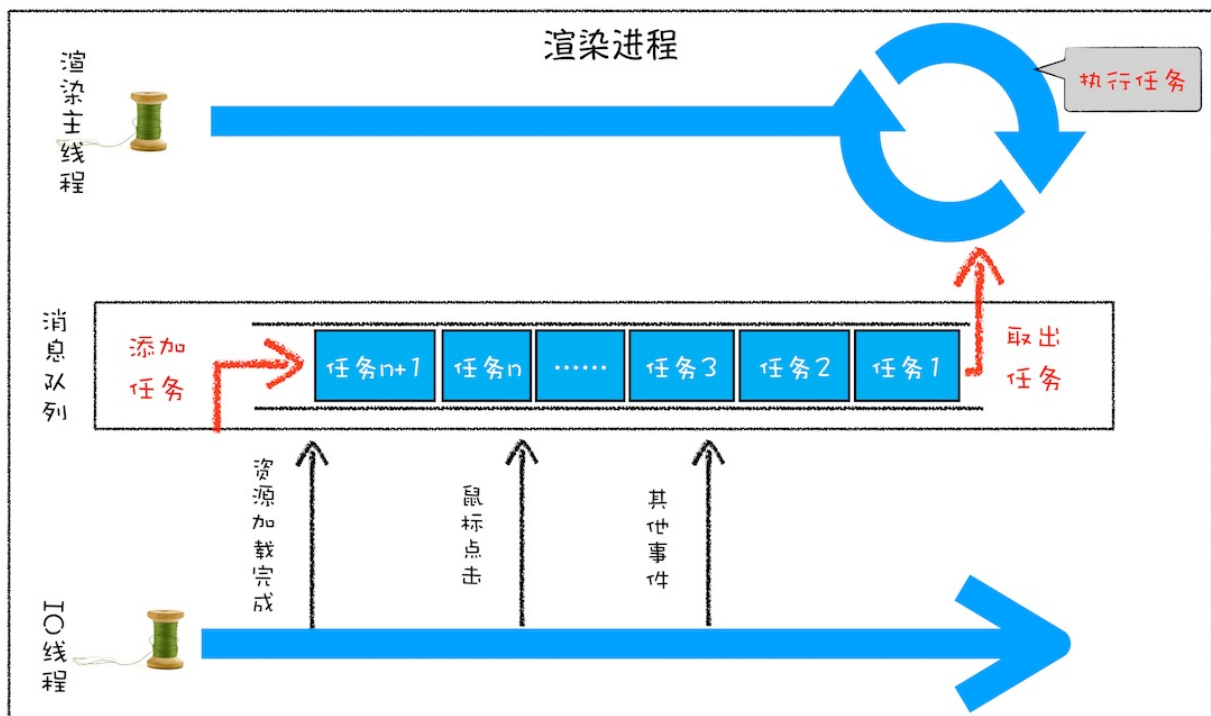 渲染进程
渲染主线程
执行任务
消息队列
添加
任务
任务n+1
任务n
……
任务3
任务2
任务1
取出
任务
资源加载完成
鼠标点击
其他事件
IO线程